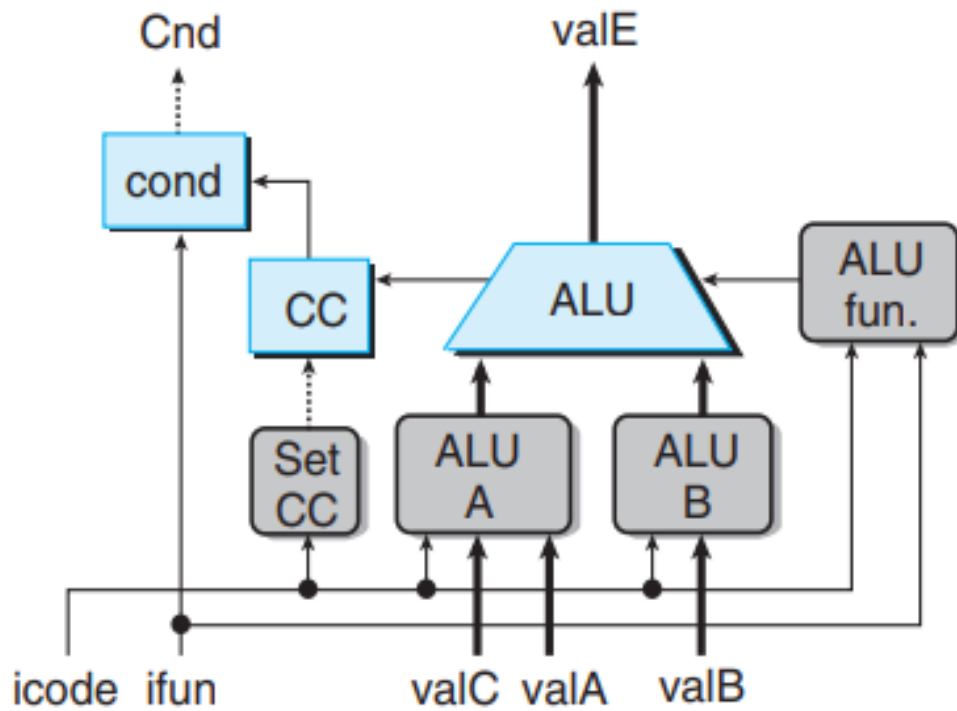 Cnd
valE
cond
ALU
fun.
CC
ALU
Set
CC
ALU
A
ALU
B
icode
ifun
valC
valA
valB